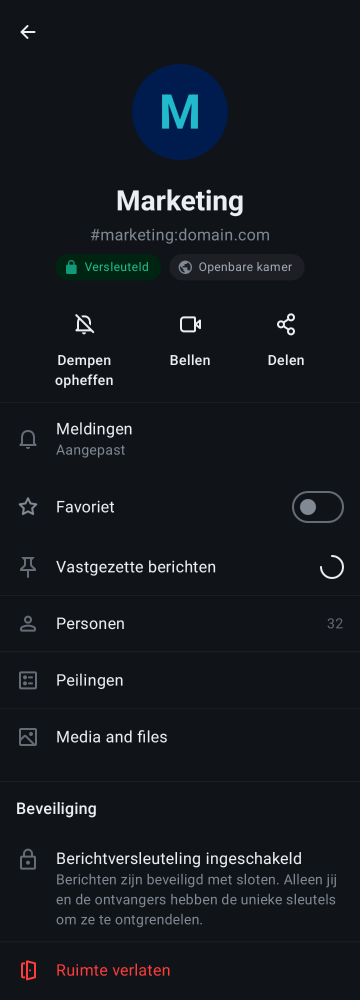 M
Marketing
#marketing:domain.com
Versleuteld
Openbare kamer
Dempen
opheffen
Bellen
Delen
Meldingen
Aangepast
Favoriet
Vastgezette berichten
Personen
32
Peilingen
Media and files
Beveiliging
Berichtversleuteling ingeschakeld
Berichten zijn beveiligd met sloten. Alleen jij
en de ontvangers hebben de unieke sleutels
om ze te ontgrendelen.
Ruimte verlaten